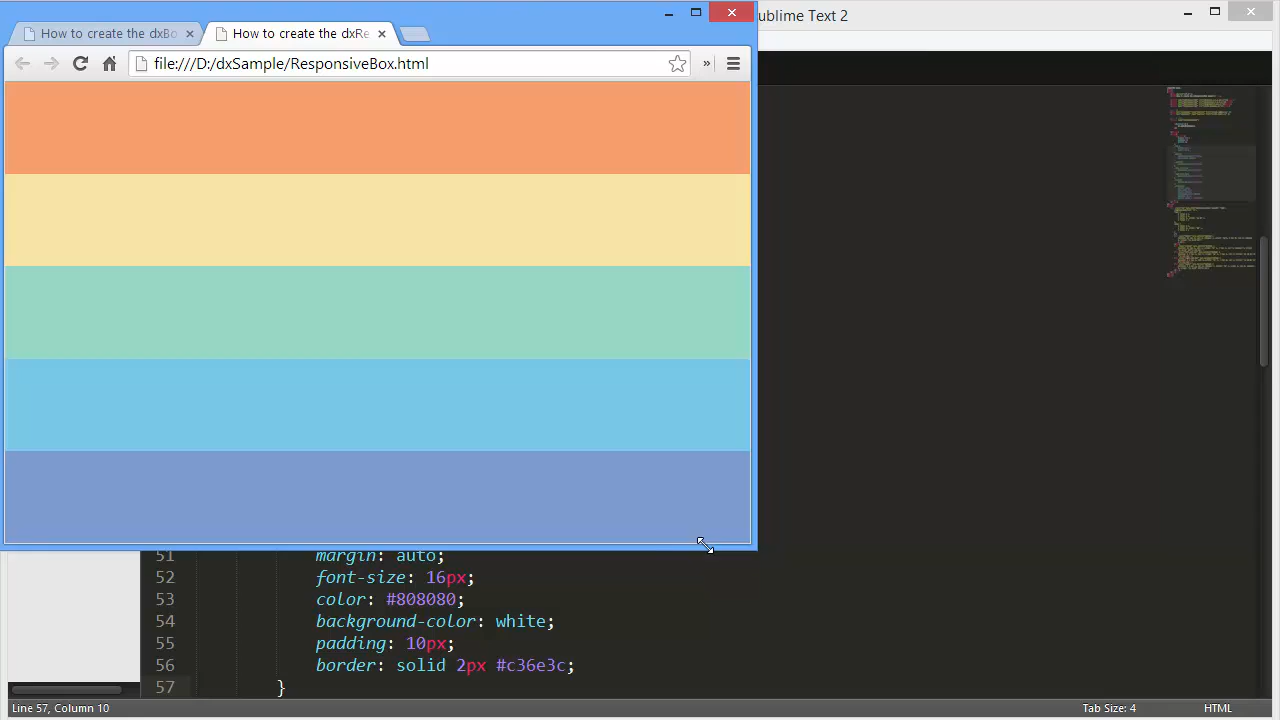 ublime Text 2
How to create the dxBo
How to create the dxRe
file:///D:/dxSample/ResponsiveBox.html
»
51 margin: auto;
52 font-size: 16px;
53 color: #808080;
54 background-color: white;
55 padding: 10px;
56 border: solid 2px #c36e3c;
57 }
Line 57, Column 10
Tab Size: 4
HTML